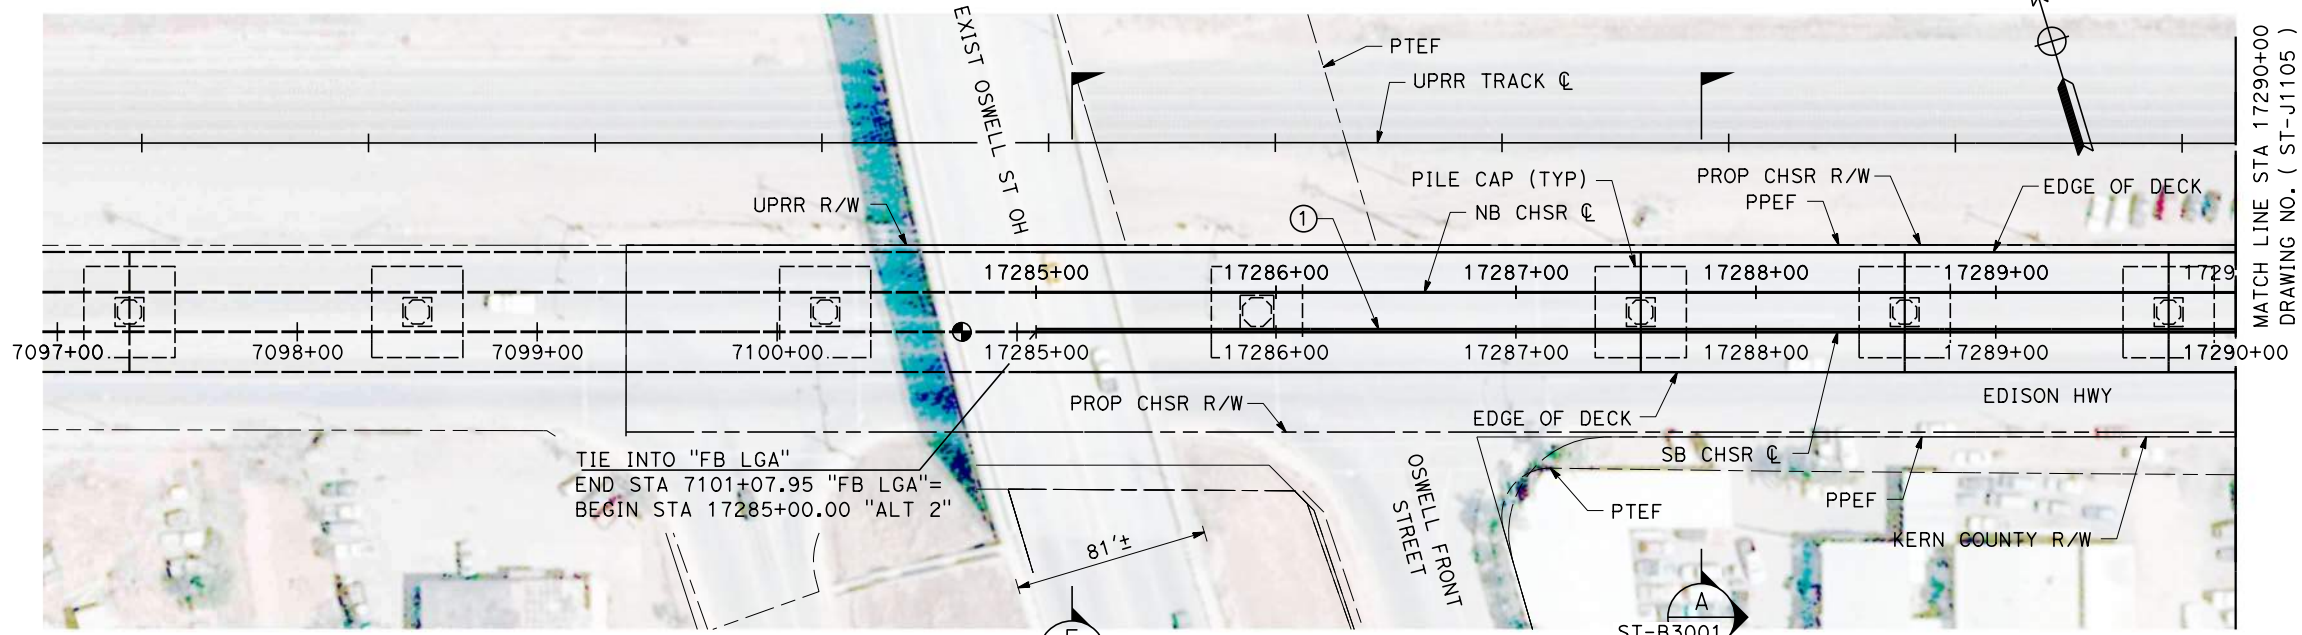 EXIST OSWELL ST OH
PTEF
UPRR TRACK ℄
MATCH LINE STA 17290+00
DRAWING NO. ( ST-J1105 )
UPRR R/W
PILE CAP (TYP)
1
NB CHSR ℄
PROP CHSR R/W
PPEF
EDGE OF DECK
17285+00 17286+00 17287+00 17288+00 17289+00 1729
7097+00 7098+00 7099+00 7100+00 17285+00 17286+00 17287+00 17288+00 17289+00 17290+00
PROP CHSR R/W
EDGE OF DECK
EDISON HWY
SB CHSR ℄
TIE INTO "FB LGA"
END STA 7101+07.95 "FB LGA"=
BEGIN STA 17285+00.00 "ALT 2"
81'±
OSWELL FRONT
STREET
PTEF
PPEF
KERN COUNTY R/W
A
ST-B3001